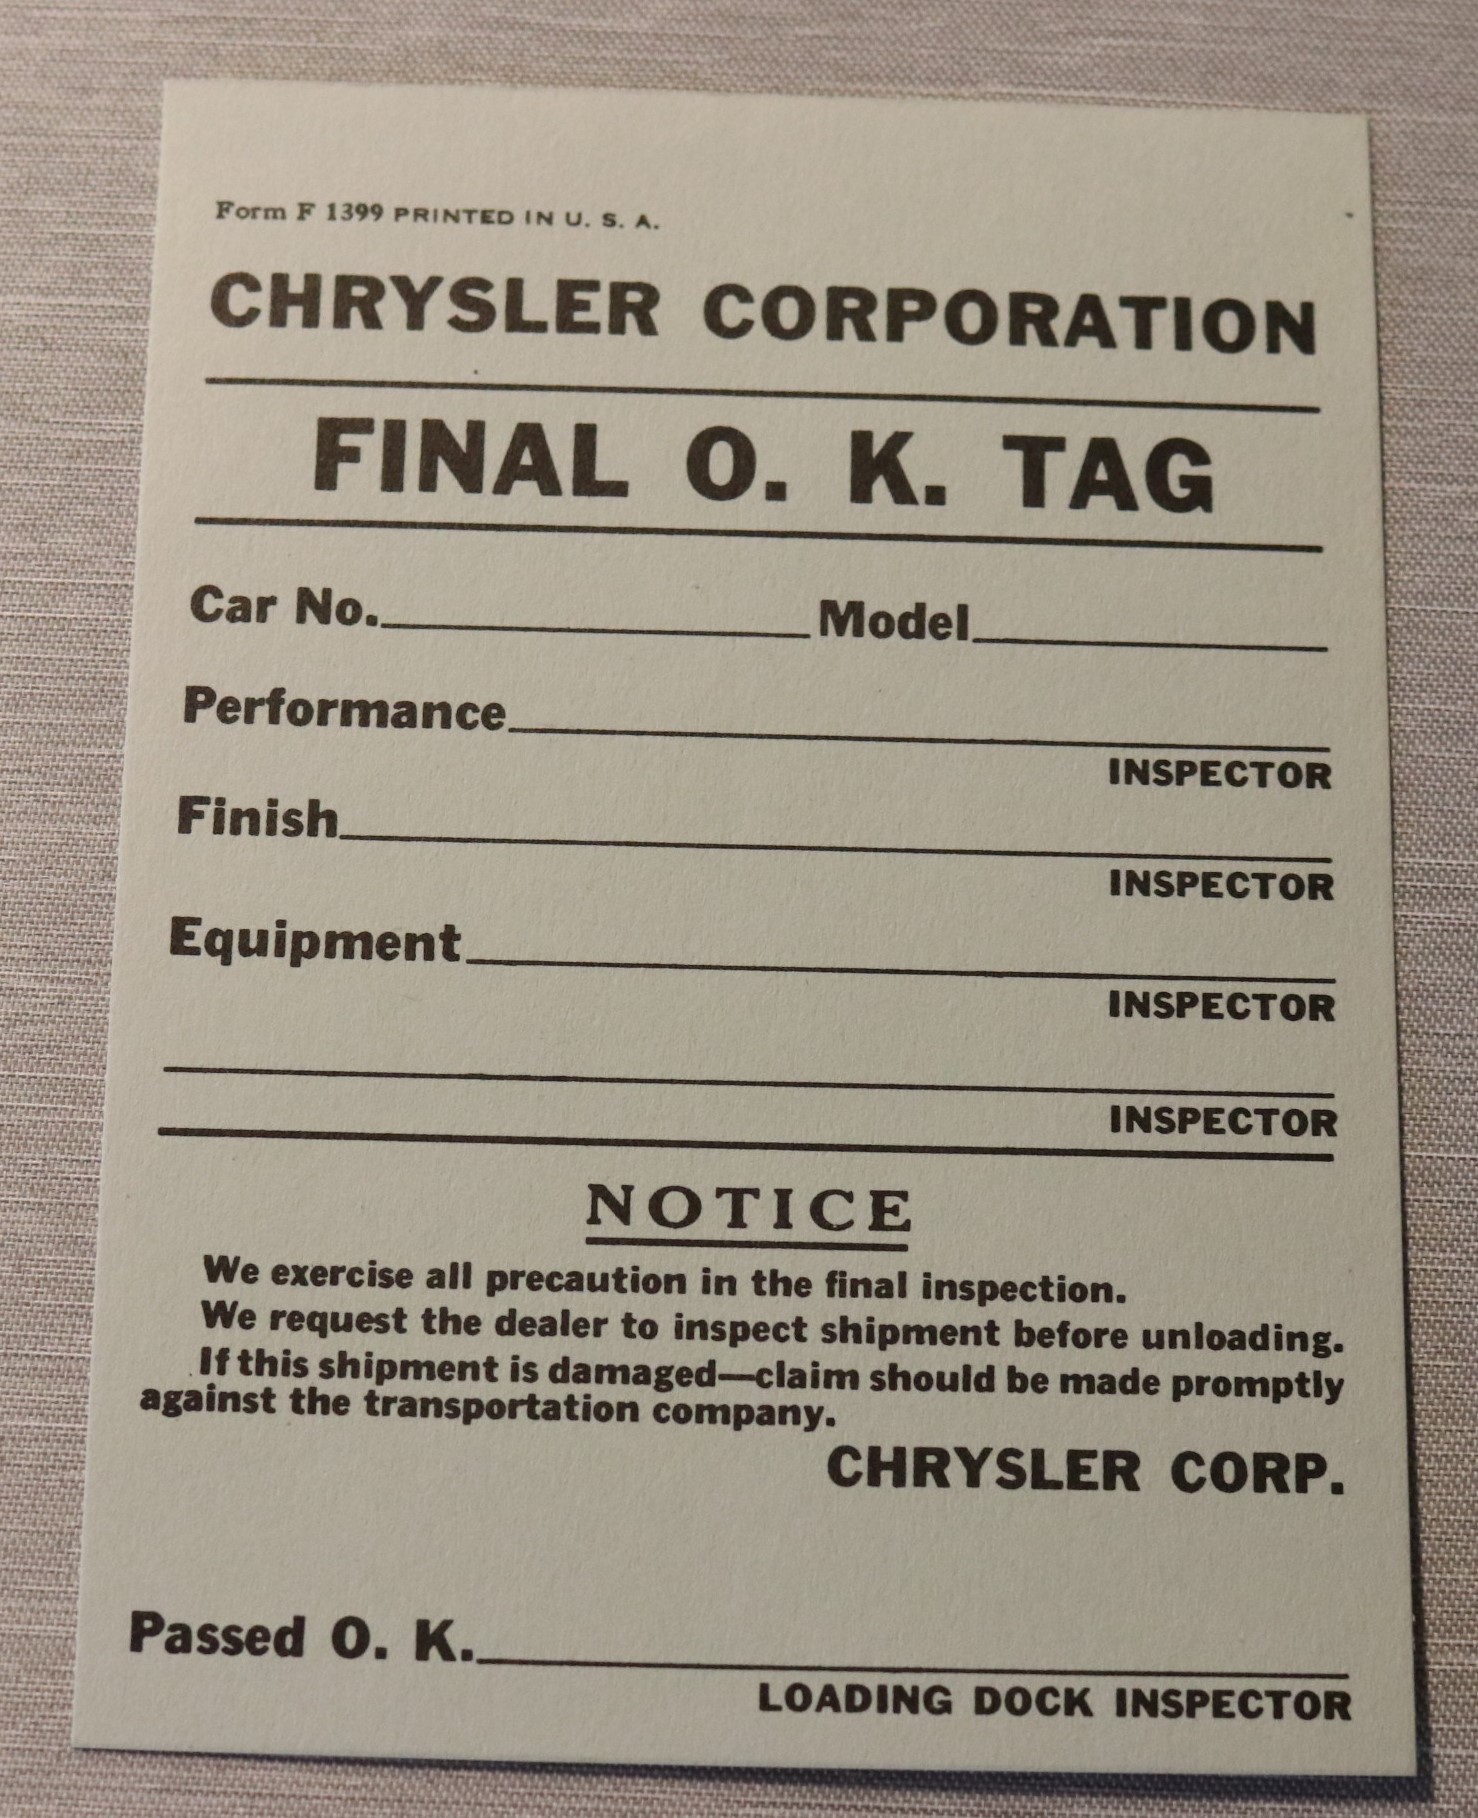 Form F 1399 PRINTED IN U. S. A.
CHRYSLER CORPORATION
FINAL O. K. TAG
Car No. Model
Performance
INSPECTOR
Finish
INSPECTOR
Equipment
INSPECTOR
INSPECTOR
NOTICE
We exercise all precaution in the final inspection.
We request the dealer to inspect shipment before unloading.
If this shipment is damaged—claim should be made promptly
against the transportation company.
CHRYSLER CORP.
Passed O. K.
LOADING DOCK INSPECTOR